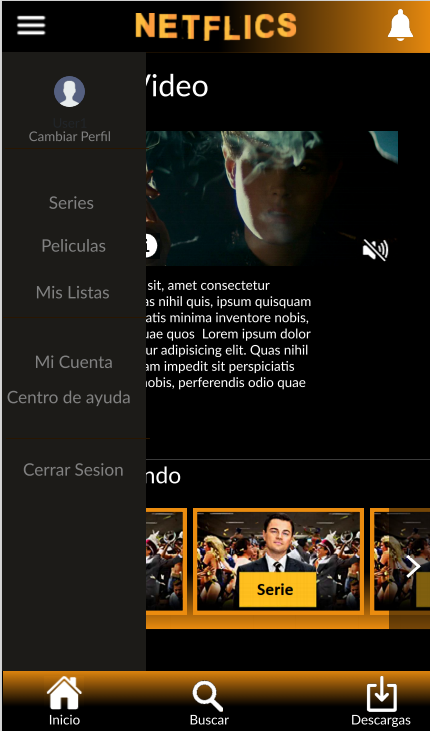 NETFLICS
Video
User1
Cambiar Perfil
Series
Peliculas
Mis Listas
Mi Cuenta
Centro de ayuda
Cerrar Sesion
sit, amet consectetur
as nihil quis, ipsum quisquam
atis minima inventore nobis,
uae quos Lorem ipsum dolor
ur adipisicing elit. Quas nihil
am impedit sit perspiciatis
nobis, perferendis odio quae
ndo
Serie
Inicio
Buscar
Descargas